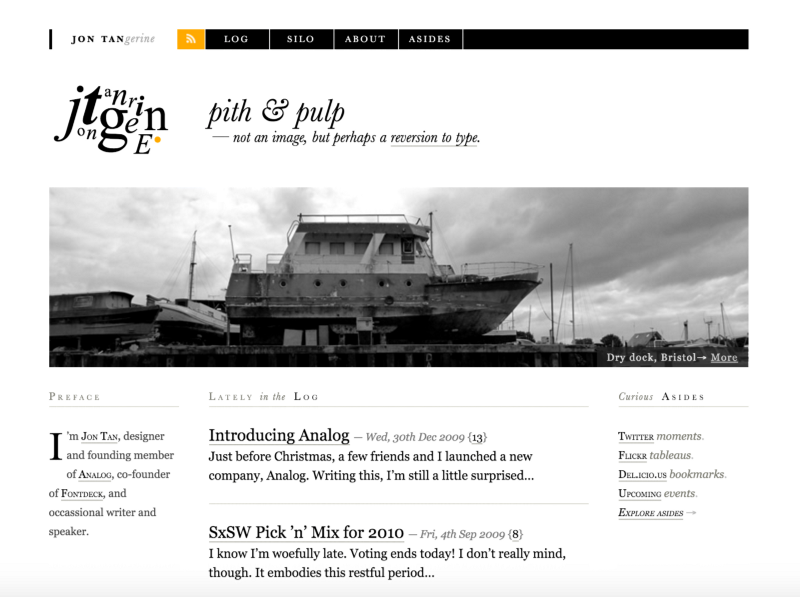 JON TANgerine
LOG
SILO
ABOUT
ASIDES
jtangerinE
on
pith & pulp
— not an image, but perhaps a reversion to type.
Dry dock, Bristol→ More
Preface
I'm Jon Tan, designer
and founding member
of Analog, co-founder
of Fontdeck, and
occassional writer and
speaker.
Lately in the Log
Introducing Analog — Wed, 30th Dec 2009 {13}
Just before Christmas, a few friends and I launched a new
company, Analog. Writing this, I'm still a little surprised…
SxSW Pick ’n’ Mix for 2010 — Fri, 4th Sep 2009 {8}
I know I'm woefully late. Voting ends today! I don't really mind,
though. It embodies this restful period…
Curious Asides
Twitter moments.
Flickr tableaus.
Del.icio.us bookmarks.
Upcoming events.
Explore asides →